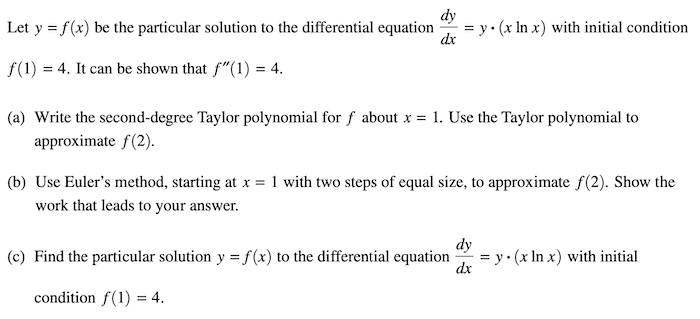 Let y = f(x) be the particular solution to the differential equation dy/dx = y · (x ln x) with initial condition
f(1) = 4. It can be shown that f″(1) = 4.
(a) Write the second-degree Taylor polynomial for f about x = 1. Use the Taylor polynomial to
approximate f(2).
(b) Use Euler’s method, starting at x = 1 with two steps of equal size, to approximate f(2). Show the
work that leads to your answer.
(c) Find the particular solution y = f(x) to the differential equation dy/dx = y · (x ln x) with initial
condition f(1) = 4.